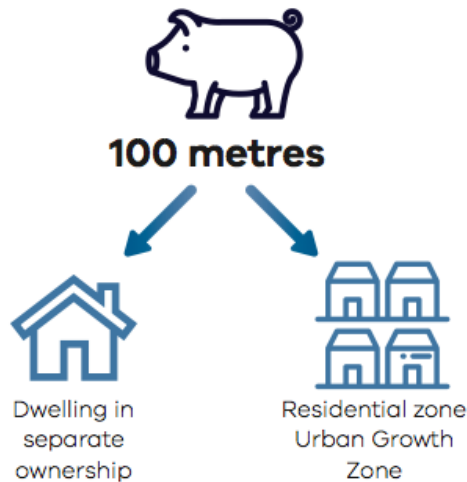 100 metres
Dwelling in
separate
ownership
Residential zone
Urban Growth
Zone